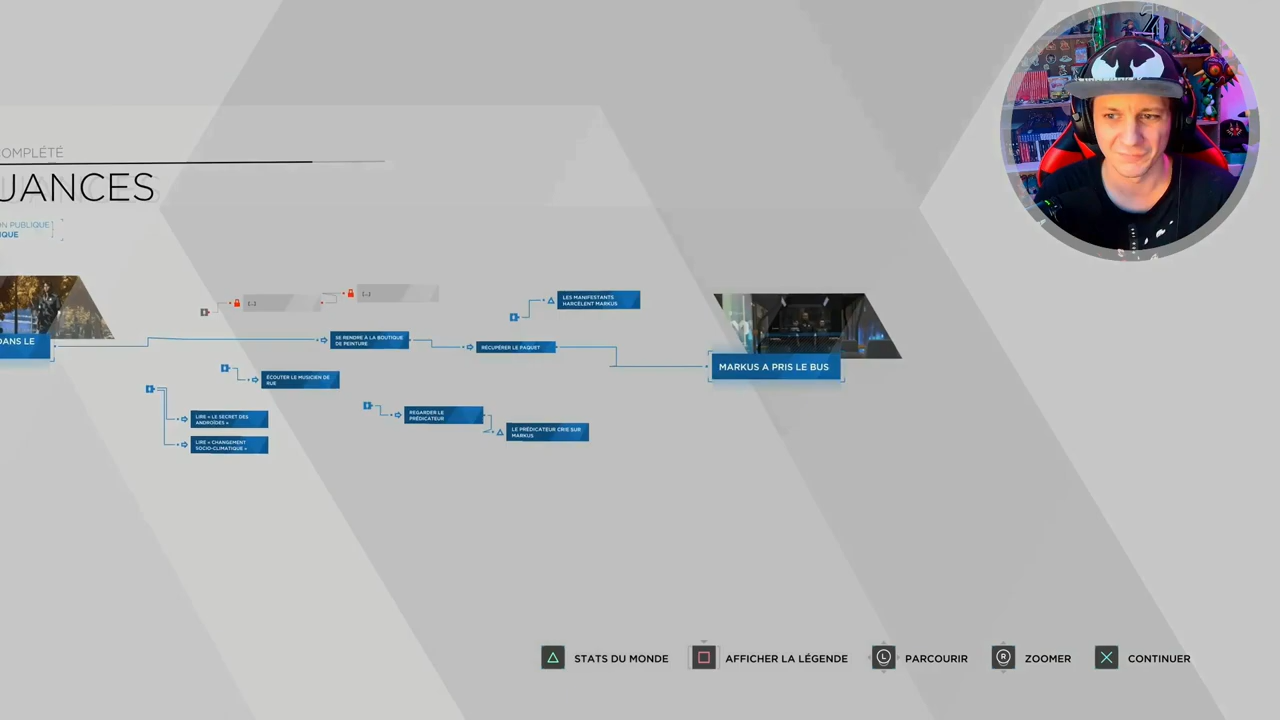 OMPLÉTÉ
UANCES
ON PUBLIQUE
IQUE
DANS LE
[...]
[...]
LES MANIFESTANTS
HARCÈLENT MARKUS
SE RENDRE À LA BOUTIQUE
DE PEINTURE
RÉCUPÉRER LE PAQUET
MARKUS A PRIS LE BUS
ÉCOUTER LE MUSICIEN DE
RUE
LIRE « LE SECRET DES
ANDROÏDES »
LIRE « CHANGEMENT
SOCIO-CLIMATIQUE »
REGARDER LE
PRÉDICATEUR
LE PRÉDICATEUR CRIE SUR
MARKUS
STATS DU MONDE
AFFICHER LA LÉGENDE
L
PARCOURIR
R
ZOOMER
CONTINUER